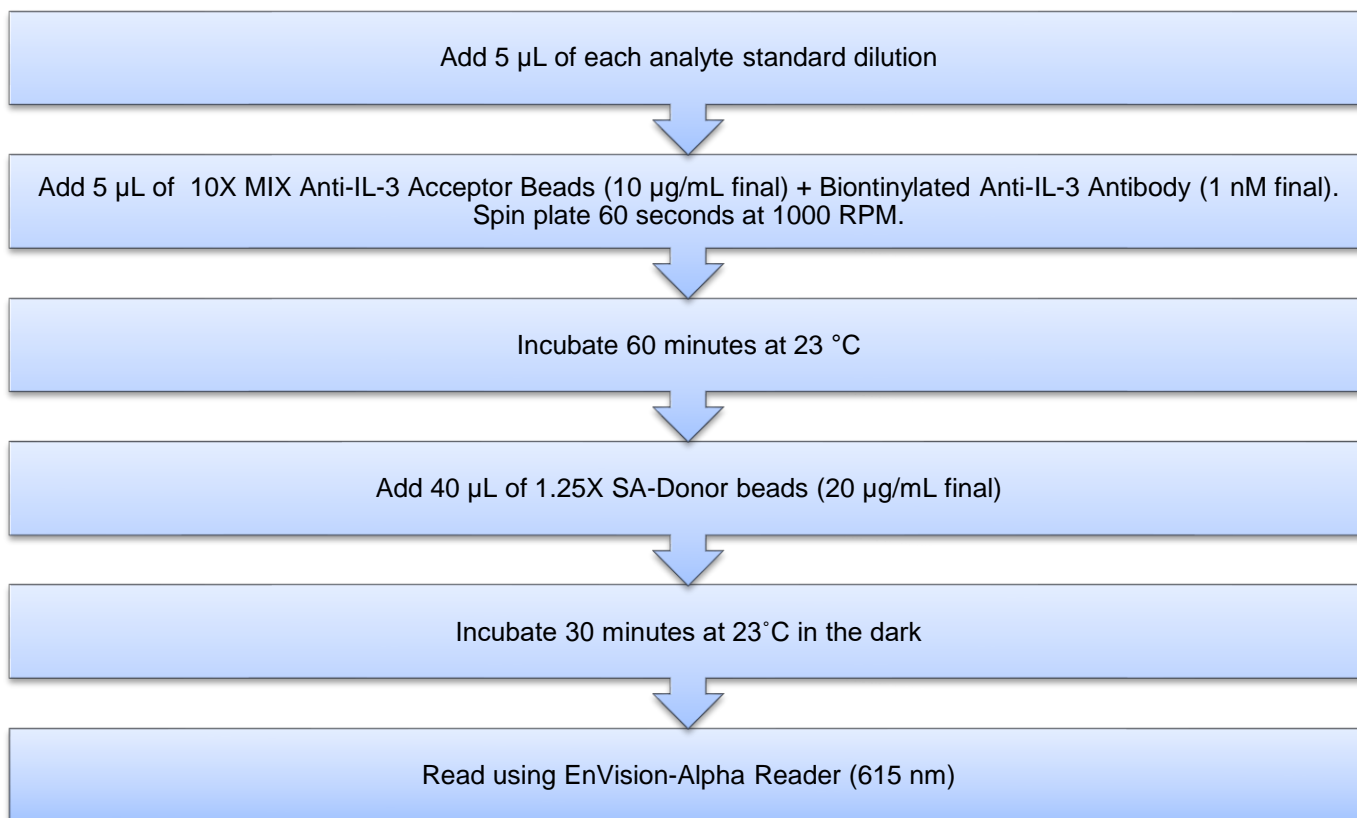 Add 5 µL of each analyte standard dilution
Add 5 µL of  10X MIX Anti-IL-3 Acceptor Beads (10 µg/mL final) + Biontinylated Anti-IL-3 Antibody (1 nM final).
Spin plate 60 seconds at 1000 RPM.
Incubate 60 minutes at 23 °C
Add 40 µL of 1.25X SA-Donor beads (20 µg/mL final)
Incubate 30 minutes at 23˚C in the dark
Read using EnVision-Alpha Reader (615 nm)